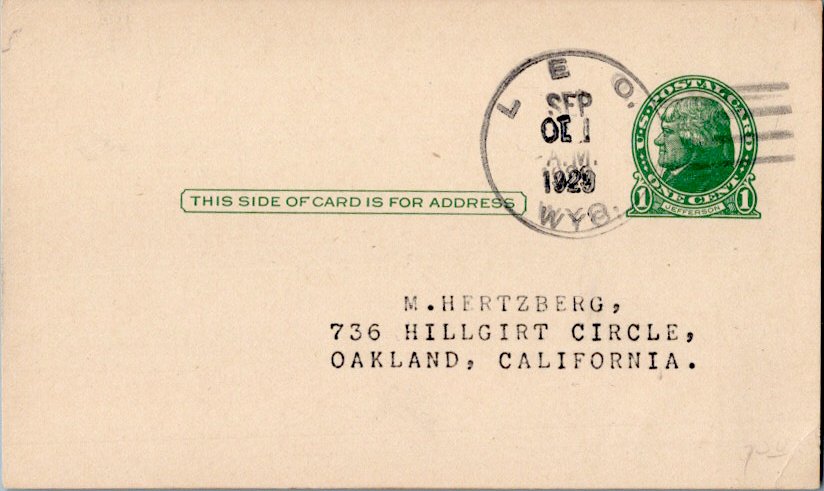 LEO.
SEP
1
A.M.
1929
WYO.
U.S. POSTAL CARD
ONE CENT
1 JEFFERSON 1
THIS SIDE OF CARD IS FOR ADDRESS
M.HERTZBERG,
736 HILLGIRT CIRCLE,
OAKLAND, CALIFORNIA.